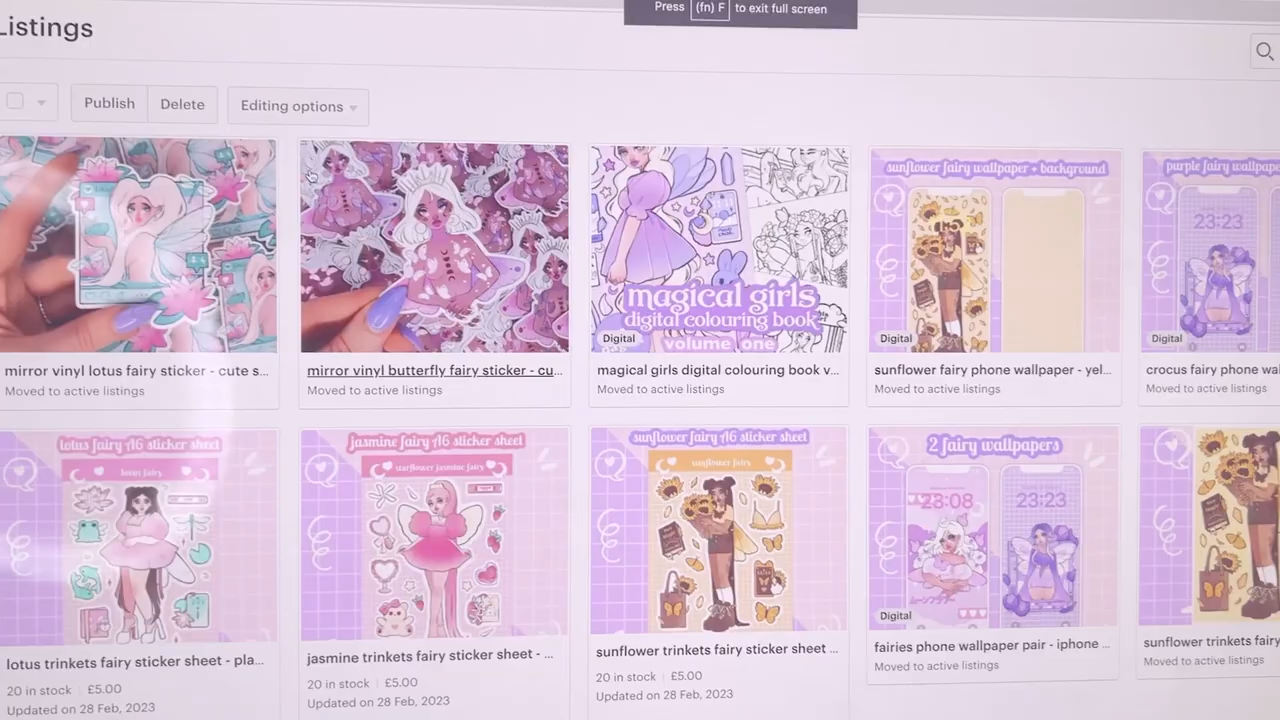 Press (fn) F to exit full screen
Listings
Publish
Delete
Editing options
mirror vinyl lotus fairy sticker - cute s...
Moved to active listings
mirror vinyl butterfly fairy sticker - cu...
Moved to active listings
magical girls
digital colouring book
volume one
Digital
magical girls digital colouring book v...
Moved to active listings
sunflower fairy wallpaper + background
Digital
sunflower fairy phone wallpaper - yel...
Moved to active listings
purple fairy wallpape
23:23
Digital
crocus fairy phone wa
Moved to active listings
lotus fairy A6 sticker sheet
lotus fairy
lotus trinkets fairy sticker sheet - pla...
20 in stock | £5.00
Updated on 28 Feb, 2023
jasmine fairy A6 sticker sheet
starflower jasmine fairy
jasmine trinkets fairy sticker sheet - ...
20 in stock | £5.00
Updated on 28 Feb, 2023
sunflower fairy A6 sticker sheet
sunflower fairy
sunflower trinkets fairy sticker sheet ...
20 in stock | £5.00
Updated on 28 Feb, 2023
2 fairy wallpapers
23:08
23:23
Digital
fairies phone wallpaper pair - iphone ...
Moved to active listings
sunflower trinkets fairy
Moved to active listings